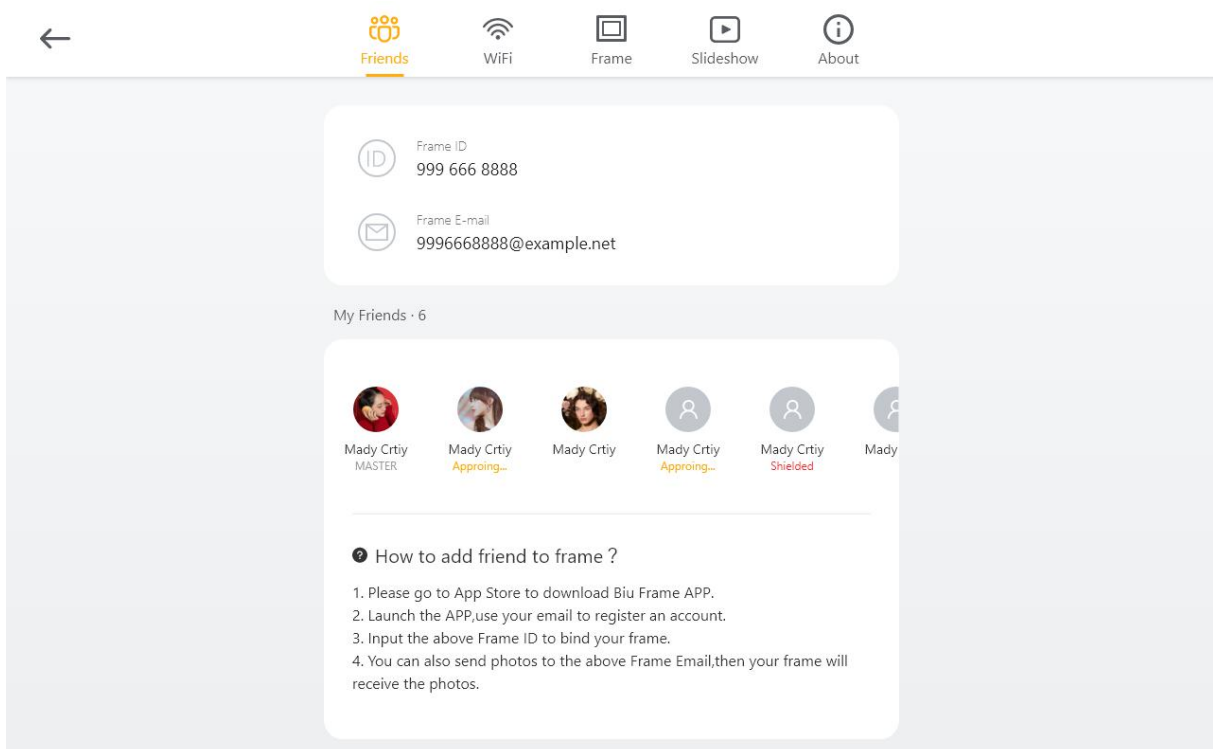 Friends WiFi Frame Slideshow About
ID
Frame ID
999 666 8888
Frame E-mail
9996668888@example.net
My Friends · 6
Mady Crtiy Mady Crtiy Mady Crtiy Mady Crtiy Mady Crtiy Mady
MASTER Approing... Approing... Shielded
? How to add friend to frame？
1. Please go to App Store to download Biu Frame APP.
2. Launch the APP,use your email to register an account.
3. Input the above Frame ID to bind your frame.
4. You can also send photos to the above Frame Email,then your frame will
receive the photos.